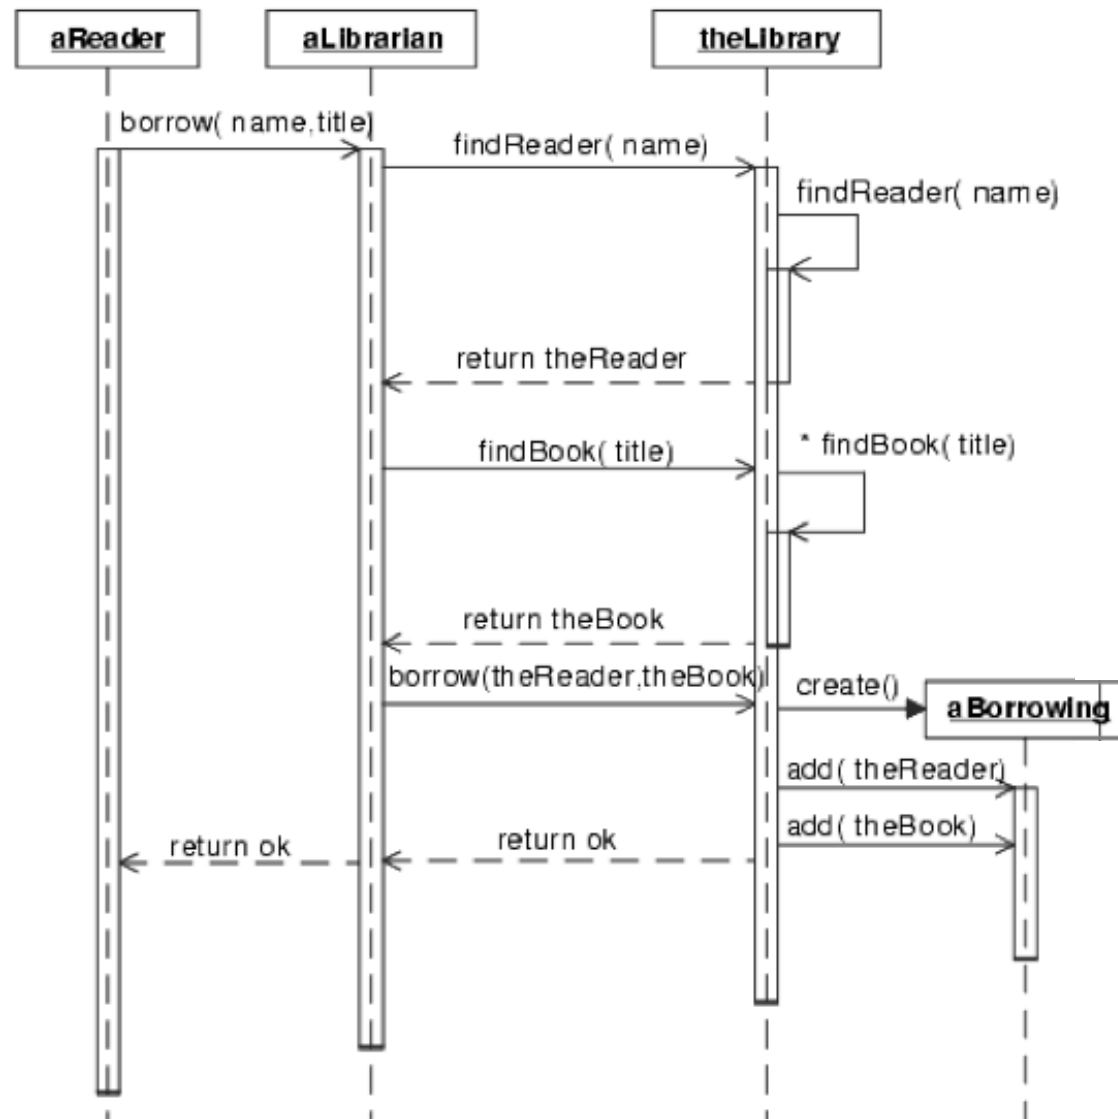 aReader
aLibrarian
theLibrary
borrow( name,title)
findReader( name)
findReader( name)
return theReader
findBook( title)
* findBook( title)
return theBook
borrow(theReader,theBook)
create()
aBorrowing
add( theReader)
add( theBook)
return ok
return ok